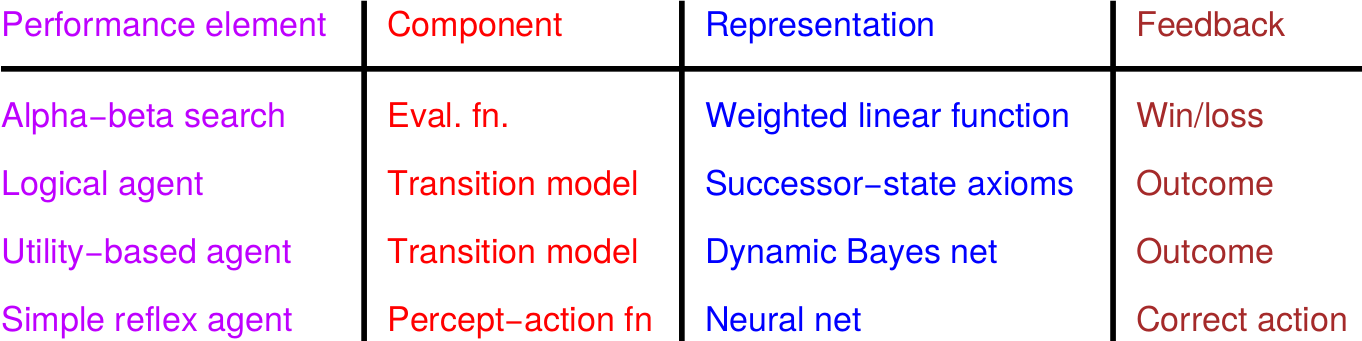 Performance element Component Representation Feedback
Alpha−beta search Eval. fn. Weighted linear function Win/loss
Logical agent Transition model Successor−state axioms Outcome
Utility−based agent Transition model Dynamic Bayes net Outcome
Simple reflex agent Percept−action fn Neural net Correct action